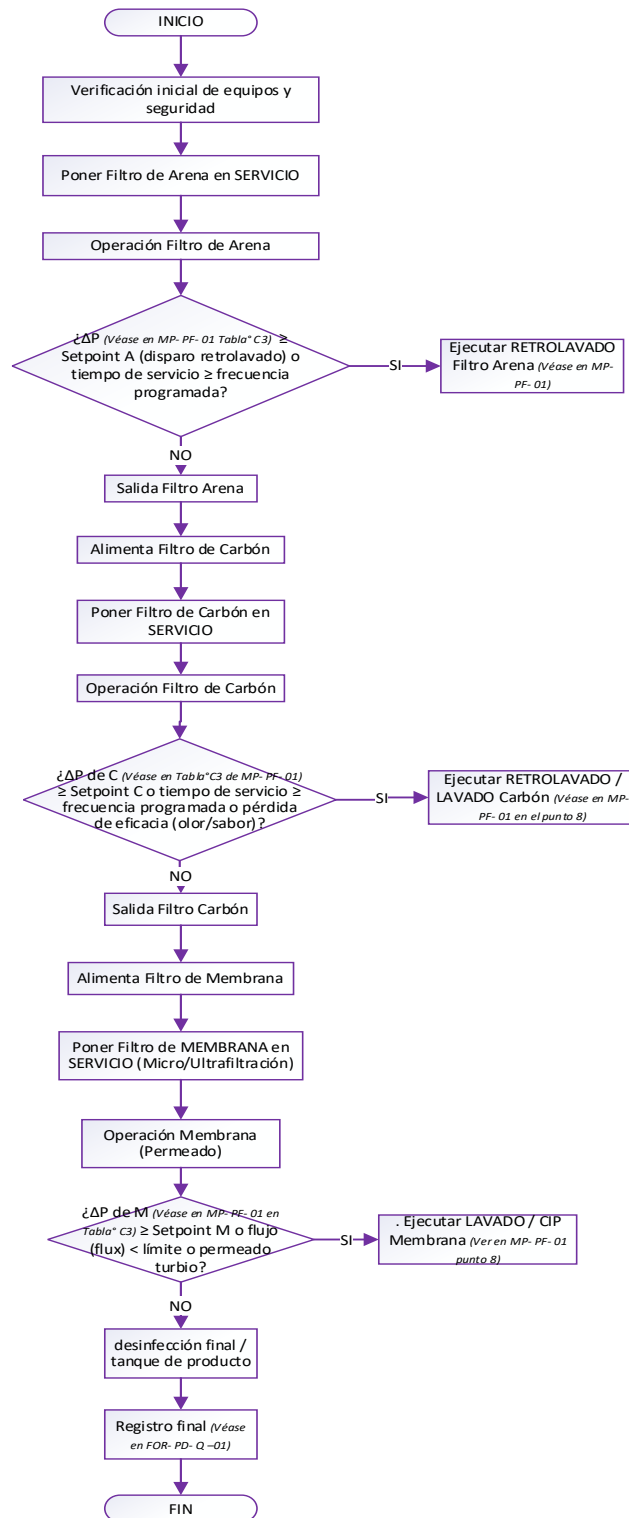 INICIO
Verificación inicial de equipos y
seguridad
Poner Filtro de Arena en SERVICIO
Operación Filtro de Arena
¿ΔP (Véase en MP- PF- 01 Tabla° C3) ≥
Setpoint A (disparo retrolavado) o
tiempo de servicio ≥ frecuencia
programada?
SI
Ejecutar RETROLAVADO
Filtro Arena (Véase en MP-
PF- 01)
NO
Salida Filtro Arena
Alimenta Filtro de Carbón
Poner Filtro de Carbón en
SERVICIO
Operación Filtro de Carbón
¿ΔP de C (Véase en Tabla°C3 de MP- PF- 01)
≥ Setpoint C o tiempo de servicio ≥
frecuencia programada o pérdida
de eficacia (olor/sabor)?
SI
Ejecutar RETROLAVADO /
LAVADO Carbón (Véase en MP-
PF- 01 en el punto 8)
NO
Salida Filtro Carbón
Alimenta Filtro de Membrana
Poner Filtro de MEMBRANA en
SERVICIO (Micro/Ultrafiltración)
Operación Membrana
(Permeado)
¿ΔP de M (Véase en MP- PF- 01 en
Tabla° C3) ≥ Setpoint M o flujo
(flux) < límite o permeado
turbio?
SI
. Ejecutar LAVADO / CIP
Membrana (Ver en MP- PF- 01
punto 8)
NO
desinfección final /
tanque de producto
Registro final (Véase
en FOR- PD- Q –01)
FIN